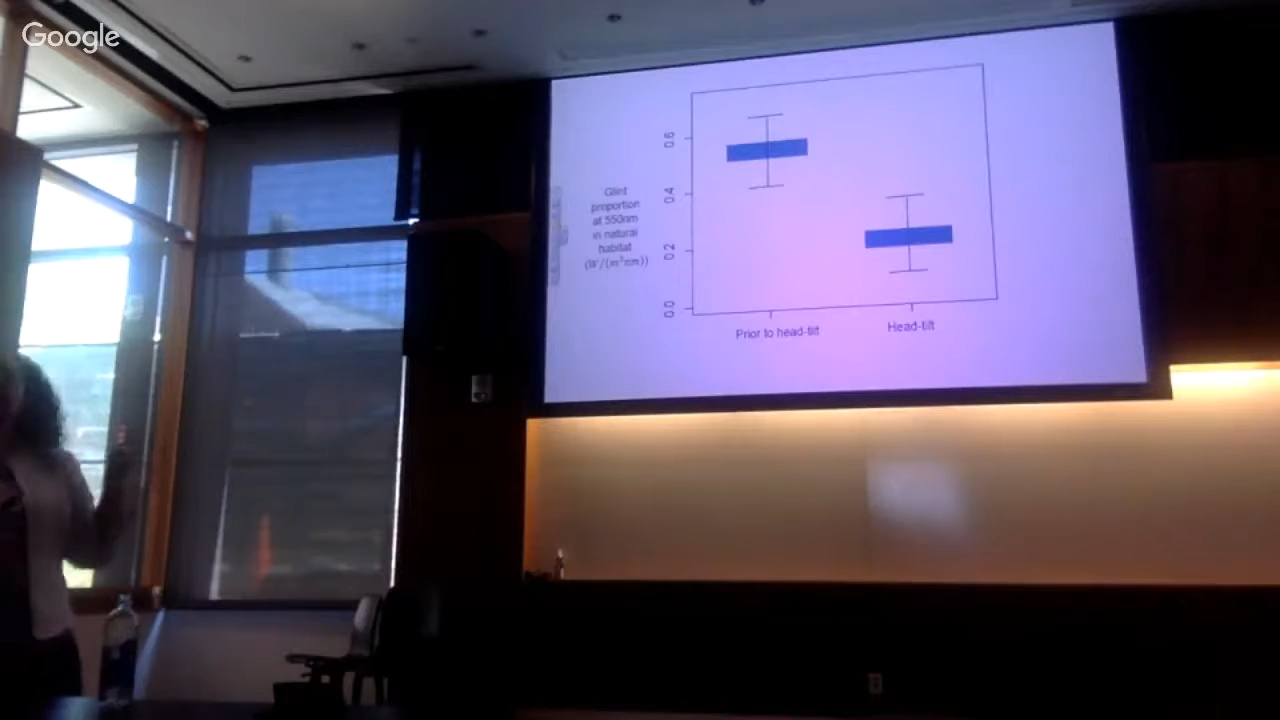 Google
Glint
proportion
at 550nm
in natural
habitat
(W/(m²nm))
0.6
0.4
0.2
0.0
Prior to head-tilt
Head-tilt